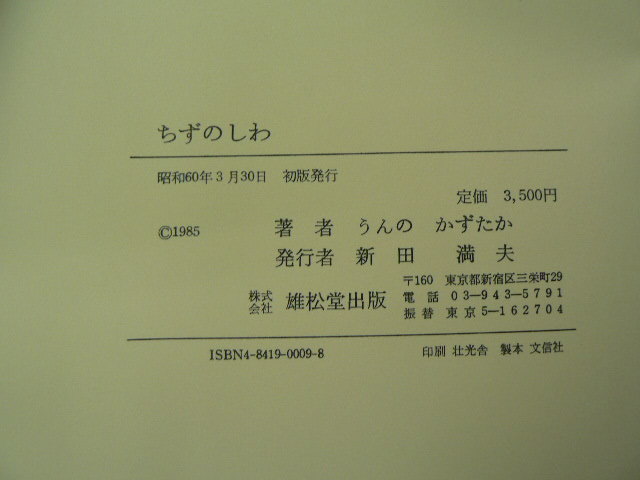 ちずのしわ
昭和60年3月30日　初版発行
定価　3,500円
©1985　著　者　うんの　かずたか
発行者　新　田　満　夫
〒160　東京都新宿区三栄町29
株式会社　雄松堂出版　電　話　03－943－5791
振　替　東京5－162704
ISBN4-8419-0009-8　印刷　壮光舎　製本　文信社